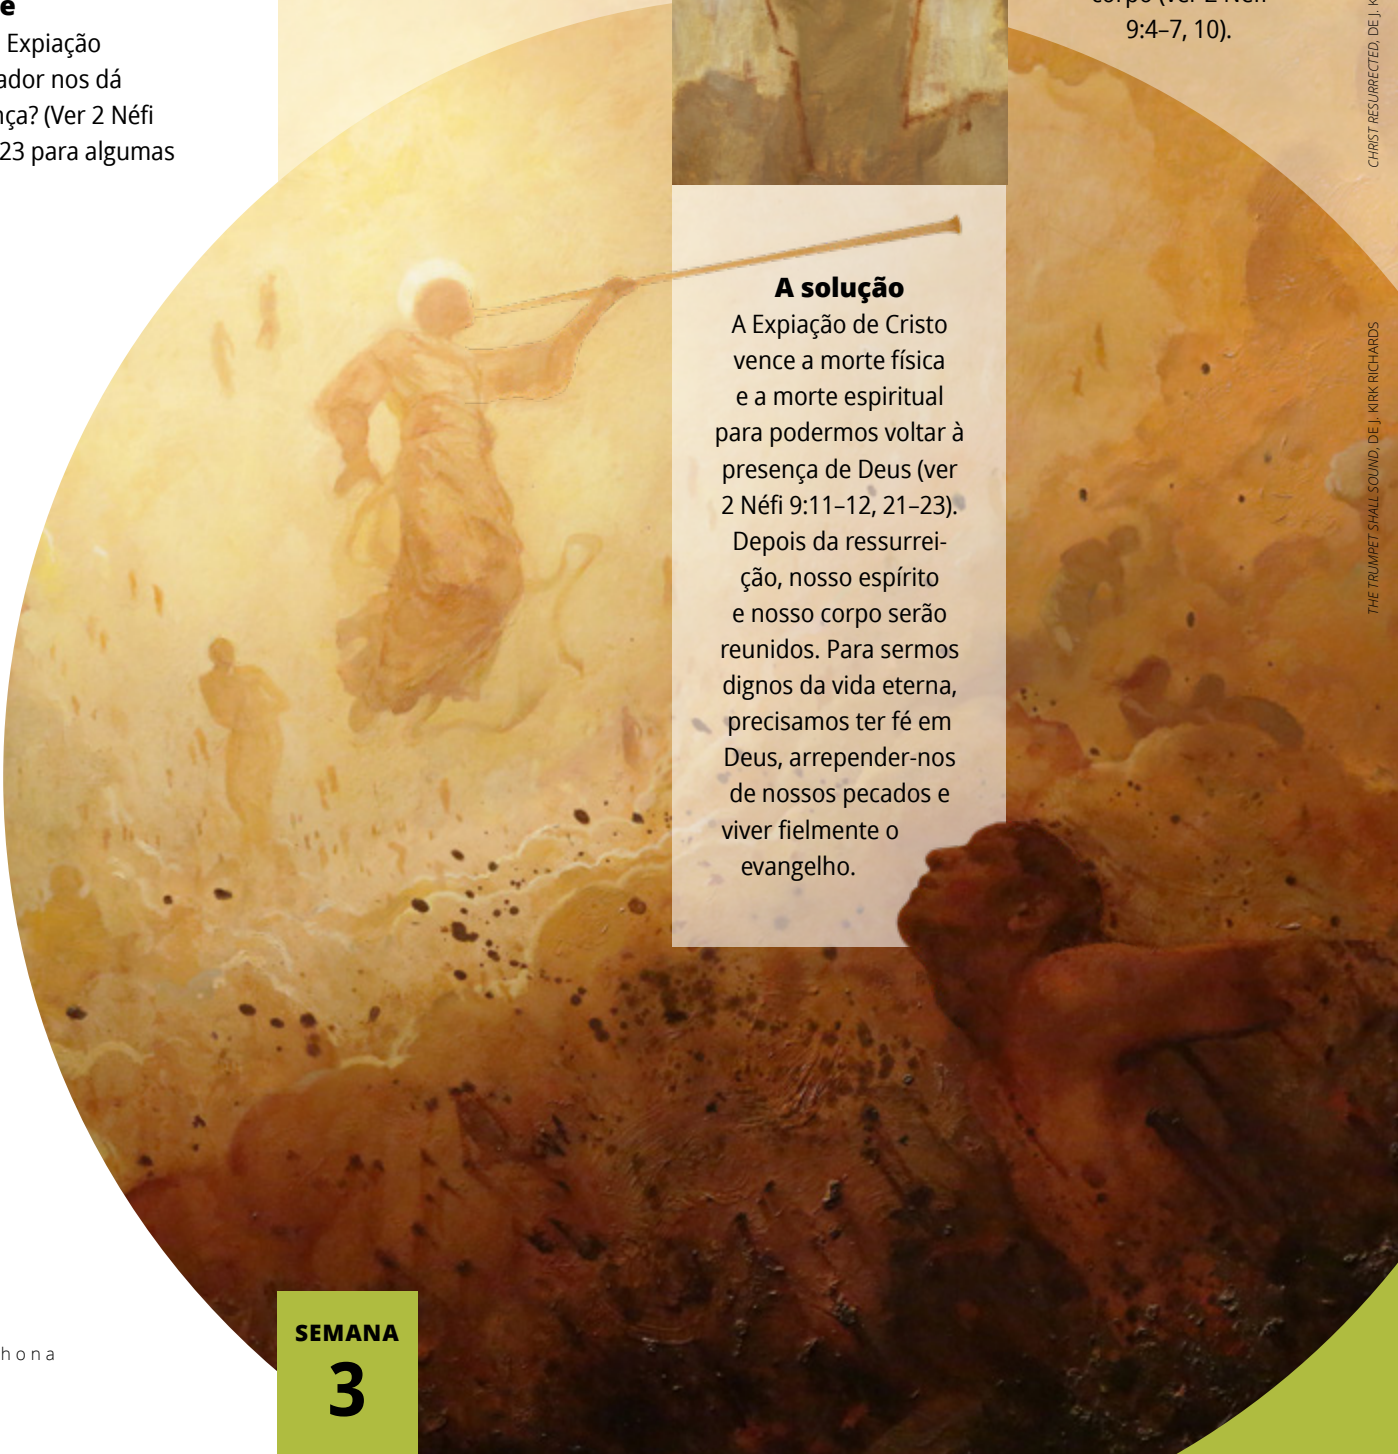 Expiação
nos dá
(Ver 2 Néfi
23 para algumas
9:4–7, 10).
A solução
A Expiação de Cristo
vence a morte física
e a morte espiritual
para podermos voltar à
presença de Deus (ver
2 Néfi 9:11–12, 21–23).
Depois da ressurrei-
ção, nosso espírito
e nosso corpo serão
reunidos. Para sermos
dignos da vida eterna,
precisamos ter fé em
Deus, arrepender-nos
de nossos pecados e
viver fielmente o
evangelho.
CHRIST RESURRECTED, DE J.
THE TRUMPET SHALL SOUND, DE J. KIRK RICHARDS
SEMANA
3